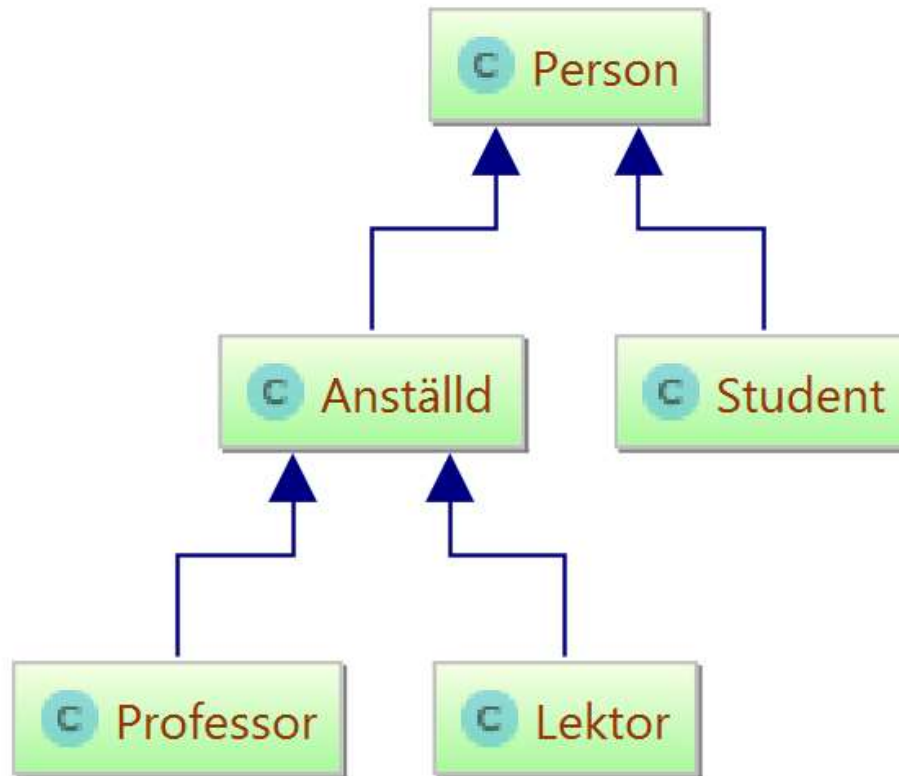 C Person
C Anställd
C Student
C Professor
C Lektor